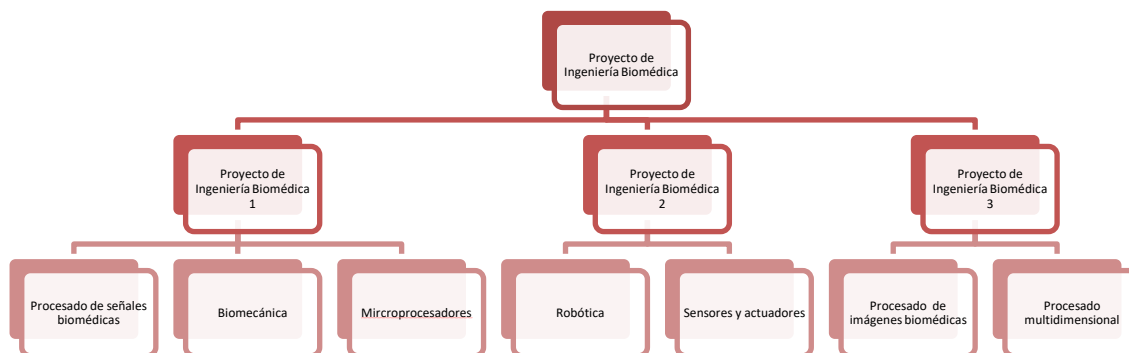 Proyecto de
Ingeniería Biomédica
Proyecto de
Ingeniería Biomédica
1
Proyecto de
Ingeniería Biomédica
2
Proyecto de
Ingeniería Biomédica
3
Procesado de señales
biomédicas
Biomecánica
Mircroprocesadores
Robótica
Sensores y actuadores
Procesado de
imágenes biomédicas
Procesado
multidimensional